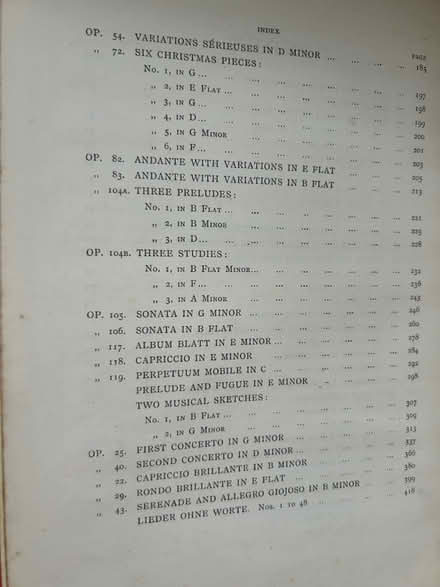 INDEX
PAGE
OP. 54. VARIATIONS SÉRIEUSES IN D MINOR ... ... ... ... 185
„ 72. SIX CHRISTMAS PIECES:
No. 1, IN G... ... ... ... ... ... ... 197
„ 2, IN E FLAT ... ... ... ... ... ... 198
„ 3, IN G... ... ... ... ... ... ... 199
„ 4, IN D... ... ... ... ... ... ... 200
„ 5, IN G MINOR ... ... ... ... ... 201
„ 6, IN F... ... ... ... ... ... ... 203
OP. 82. ANDANTE WITH VARIATIONS IN E FLAT ... ... ... 205
„ 83. ANDANTE WITH VARIATIONS IN B FLAT ... ... ... 213
„ 104A. THREE PRELUDES:
No. 1, IN B FLAT ... ... ... ... ... ... 221
„ 2, IN B MINOR ... ... ... ... ... 225
„ 3, IN D... ... ... ... ... ... ... 228
OP. 104B. THREE STUDIES:
No. 1, IN B FLAT MINOR... ... ... ... ... 232
„ 2, IN F... ... ... ... ... ... ... 236
„ 3, IN A MINOR ... ... ... ... ... 245
OP. 105. SONATA IN G MINOR ... ... ... ... ... 246
„ 106. SONATA IN B FLAT ... ... ... ... ... 260
„ 117. ALBUM BLATT IN E MINOR ... ... ... ... ... 278
„ 118. CAPRICCIO IN E MINOR ... ... ... ... ... 284
„ 119. PERPETUUM MOBILE IN C ... ... ... ... ... 292
PRELUDE AND FUGUE IN E MINOR ... ... ... ... 298
TWO MUSICAL SKETCHES:
No. 1, IN B FLAT ... ... ... ... ... ... 307
„ 2, IN G MINOR ... ... ... ... ... 309
OP. 25. FIRST CONCERTO IN G MINOR ... ... ... ... 313
„ 40. SECOND CONCERTO IN D MINOR ... ... ... ... 337
„ 22. CAPRICCIO BRILLANTE IN B MINOR ... ... ... 366
„ 29. RONDO BRILLANTE IN E FLAT ... ... ... ... 380
„ 43. SERENADE AND ALLEGRO GIOJOSO IN B MINOR ... ... 399
LIEDER OHNE WORTE. Nos. 1 to 48 ... ... ... 418